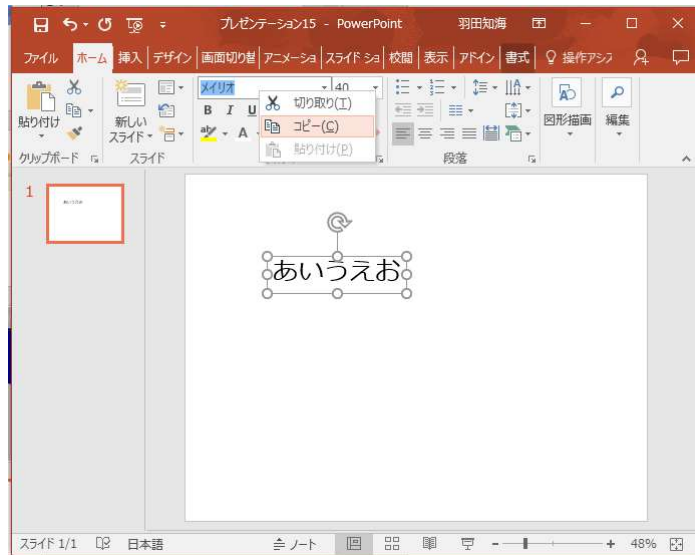 プレゼンテーション15 - PowerPoint 羽田知海
ファイル ホーム 挿入 デザイン 画面切り替 アニメーショ スライド ショ 校閲 表示 アドイン 書式 操作アシス
メイリオ 40
B I U
切り取り(T)
コピー(C)
貼り付け(P)
貼り付け
新しい
スライド
図形描画 編集
クリップボード スライド 段落
1
あいうえお
あいうえお
スライド 1/1 日本語 ノート 48%